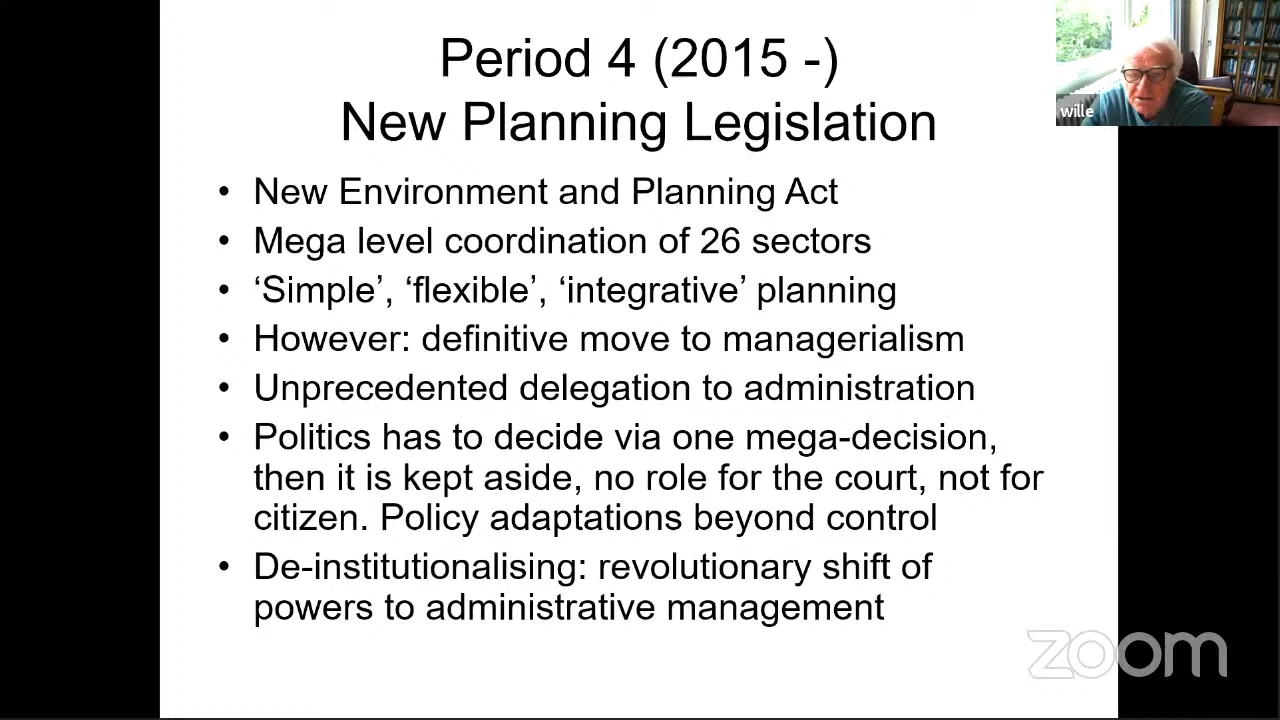 Period 4 (2015 -)
New Planning Legislation
• New Environment and Planning Act
• Mega level coordination of 26 sectors
• ‘Simple’, ‘flexible’, ‘integrative’ planning
• However: definitive move to managerialism
• Unprecedented delegation to administration
• Politics has to decide via one mega-decision,
then it is kept aside, no role for the court, not for
citizen. Policy adaptations beyond control
• De-institutionalising: revolutionary shift of
powers to administrative management
wille
zoom